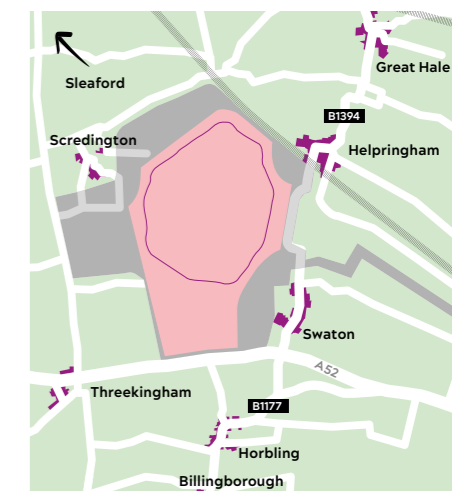 Great Hale
Sleaford
B1394
Scredington
Helpringham
Swaton
A52
Threekingham
B1177
Horbling
Billingborough